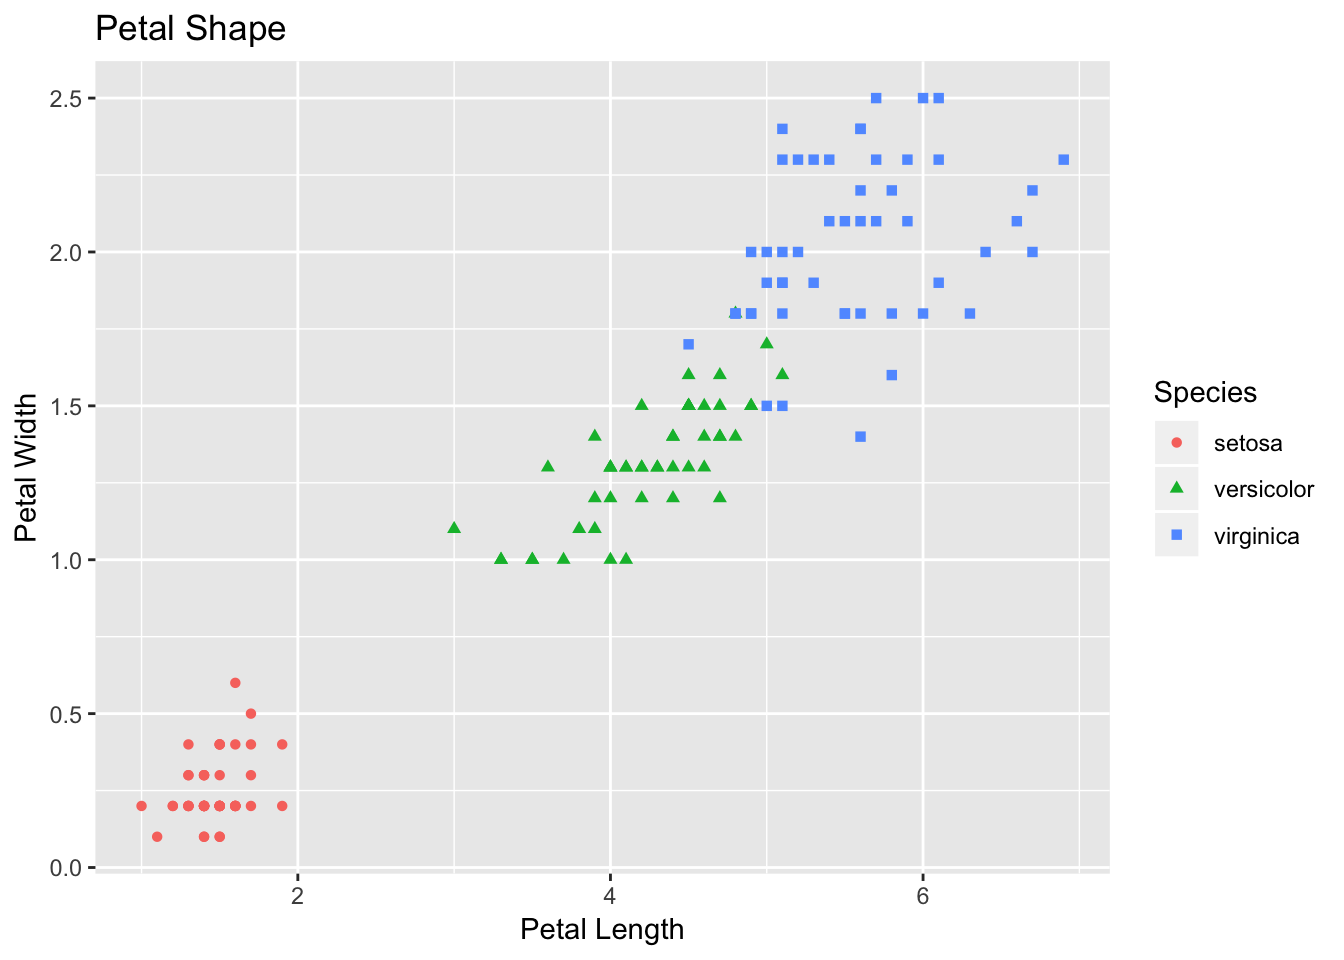 Petal Shape
2.5
2.0
1.5
1.0
0.5
0.0
Petal Width
2 4 6
Petal Length
Species
setosa
versicolor
virginica